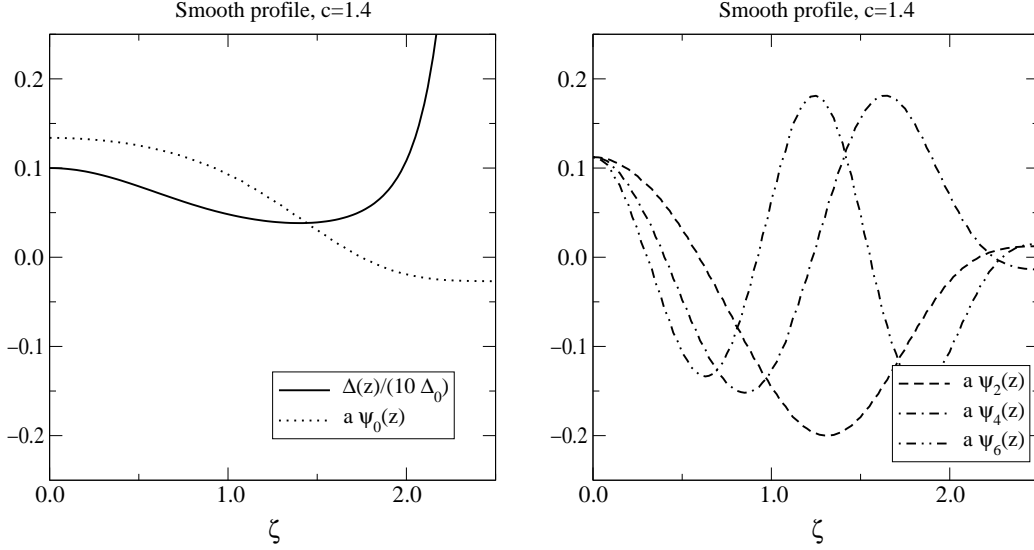 Smooth profile, c=1.4
0.2
0.1
0.0
−0.1
−0.2
0.0 1.0 2.0
ζ
Δ(z)/(10 Δ₀)
a ψ₀(z)
Smooth profile, c=1.4
0.2
0.1
0.0
−0.1
−0.2
0.0 1.0 2.0
ζ
a ψ₂(z)
a ψ₄(z)
a ψ₆(z)